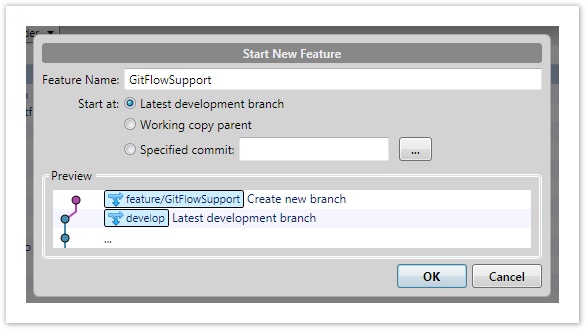 der
Start New Feature
Feature Name: GitFlowSupport
Start at: Latest development branch
Working copy parent
Specified commit: ...
Preview
feature/GitFlowSupport Create new branch
develop Latest development branch
...
OK Cancel